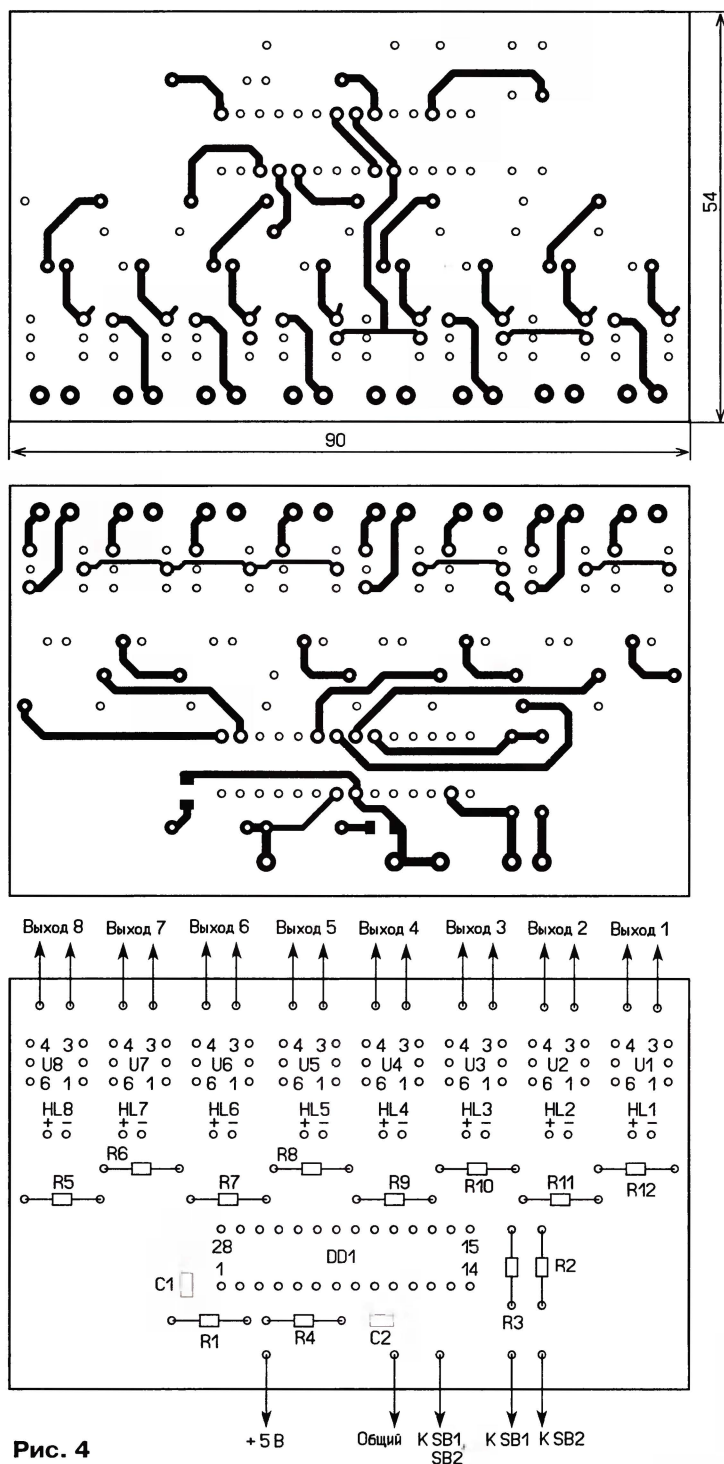 54
90
Выход 8 Выход 7 Выход 6 Выход 5 Выход 4 Выход 3 Выход 2 Выход 1
4 3 4 3 4 3 4 3 4 3 4 3 4 3 4 3
U8 U7 U6 U5 U4 U3 U2 U1
6 1 6 1 6 1 6 1 6 1 6 1 6 1 6 1
HL8 HL7 HL6 HL5 HL4 HL3 HL2 HL1
+ − + − + − + − + − + − + − + −
R6 R8 R10 R12
R5 R7 R9 R11
28 15
DD1
1 14
C1 R2
R3
R1 R4 C2
+ 5 В Общий К SB1, К SB1 К SB2
SB2
Рис. 4